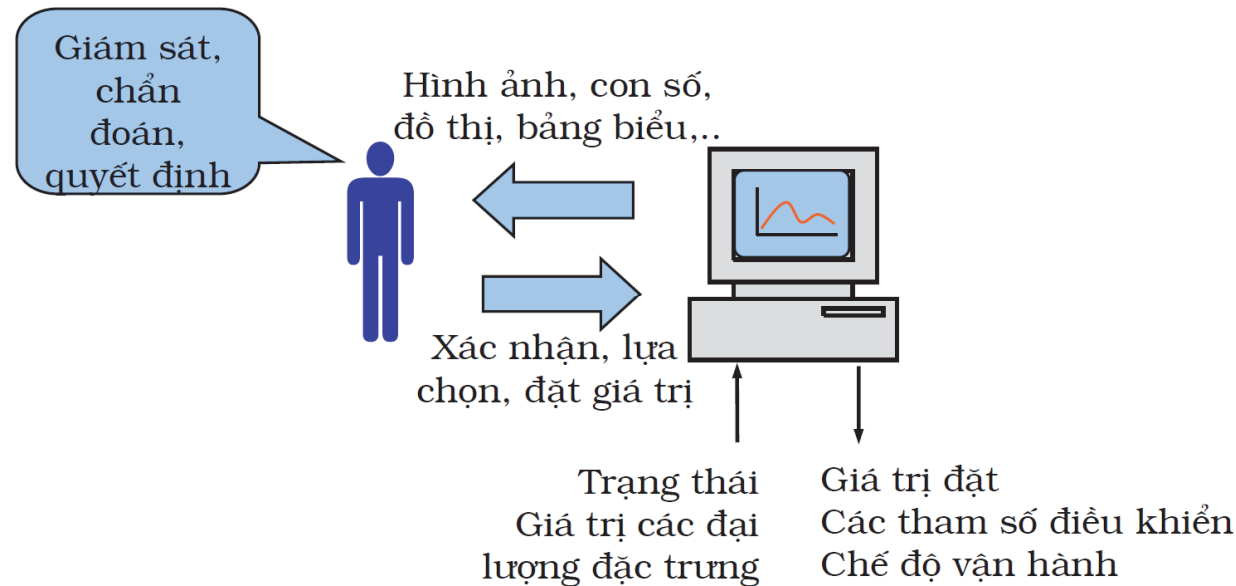 Giám sát,
chẩn
đoán,
quyết định
Hình ảnh, con số,
đồ thị, bảng biểu,..
Xác nhận, lựa
chọn, đặt giá trị
Trạng thái
Giá trị các đại
lượng đặc trưng
Giá trị đặt
Các tham số điều khiển
Chế độ vận hành